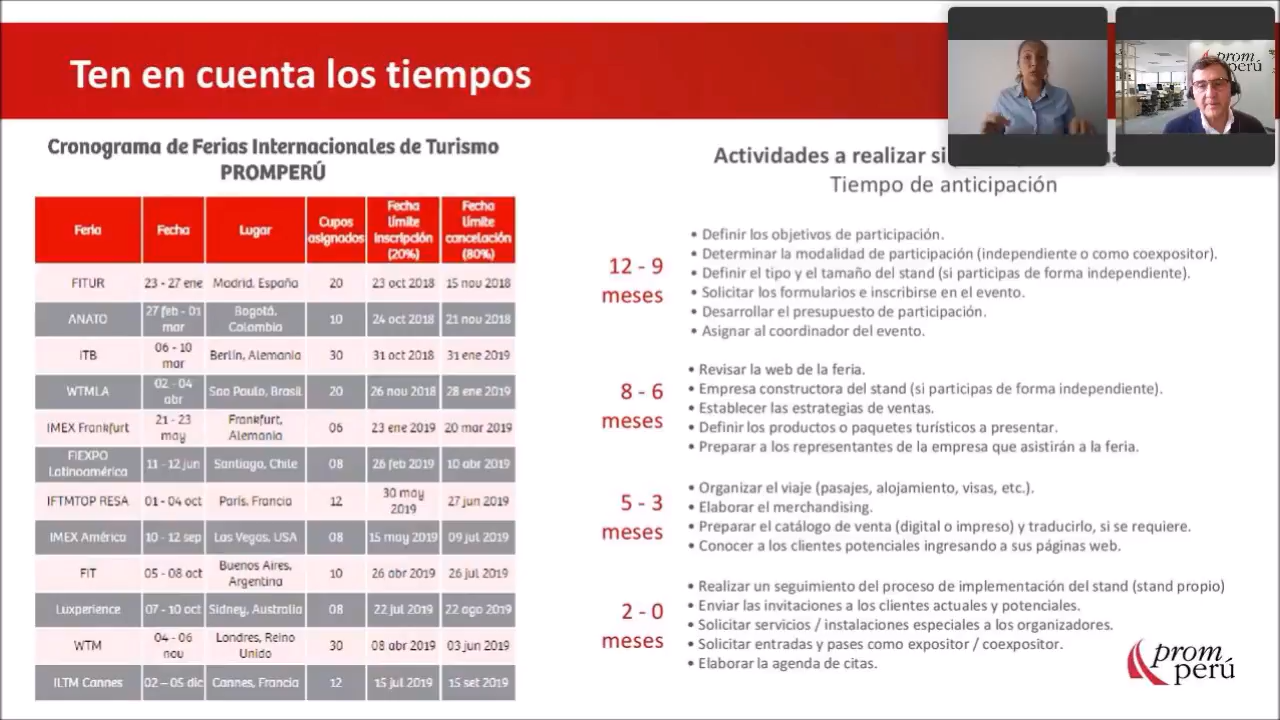 Ten en cuenta los tiempos
prom
perú
Cronograma de Ferias Internacionales de Turismo
PROMPERÚ
Feria
Fecha
Lugar
Cupos
asignados
Fecha
límite
inscripción
(20%)
Fecha
límite
cancelación
(80%)
FITUR
23 - 27 ene
Madrid, España
20
23 oct 2018
15 nov 2018
ANATO
27 feb - 01
mar
Bogotá,
Colombia
10
24 oct 2018
21 nov 2018
ITB
06 - 10
mar
Berlín, Alemania
30
31 oct 2018
31 ene 2019
WTMLA
02 - 04
abr
Sao Paulo, Brasil
20
26 nov 2018
28 ene 2019
IMEX Frankfurt
21 - 23
may
Frankfurt,
Alemania
06
23 ene 2019
20 mar 2019
FIEXPO
Latinoamérica
11 - 12 jun
Santiago, Chile
08
26 feb 2019
10 abr 2019
IFTMTOP RESA
01 - 04 oct
París, Francia
12
30 may
2019
27 jun 2019
IMEX América
10 - 12 sep
Las Vegas, USA
08
15 may 2019
09 jul 2019
FIT
05 - 08 oct
Buenos Aires,
Argentina
10
26 abr 2019
26 jul 2019
Luxperience
07 - 10 oct
Sidney, Australia
08
22 jul 2019
22 ago 2019
WTM
04 - 06
nov
Londres, Reino
Unido
30
08 abr 2019
03 jun 2019
ILTM Cannes
02 – 05 dic
Cannes, Francia
12
15 jul 2019
15 set 2019
Actividades a realizar
Tiempo de anticipación
12 - 9
meses
• Definir los objetivos de participación.
• Determinar la modalidad de participación (independiente o como coexpositor).
• Definir el tipo y el tamaño del stand (si participas de forma independiente).
• Solicitar los formularios e inscribirse en el evento.
• Desarrollar el presupuesto de participación.
• Asignar al coordinador del evento.
8 - 6
meses
• Revisar la web de la feria.
• Empresa constructora del stand (si participas de forma independiente).
• Establecer las estrategias de ventas.
• Definir los productos o paquetes turísticos a presentar.
• Preparar a los representantes de la empresa que asistirán a la feria.
5 - 3
meses
• Organizar el viaje (pasajes, alojamiento, visas, etc.).
• Elaborar el merchandising.
• Preparar el catálogo de venta (digital o impreso) y traducirlo, si se requiere.
• Conocer a los clientes potenciales ingresando a sus páginas web.
2 - 0
meses
• Realizar un seguimiento del proceso de implementación del stand (stand propio)
• Enviar las invitaciones a los clientes actuales y potenciales.
• Solicitar servicios / instalaciones especiales a los organizadores.
• Solicitar entradas y pases como expositor / coexpositor.
• Elaborar la agenda de citas.
prom
perú